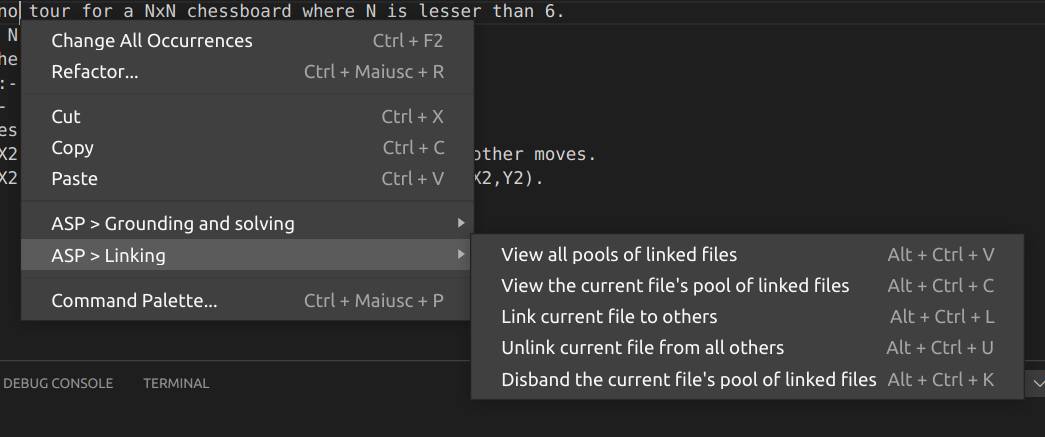 no tour for a NxN chessboard where N is lesser than 6.
N
Change All Occurrences Ctrl + F2
he
Refactor... Ctrl + Maiusc + R
:-
-
Cut Ctrl + X
es
Copy Ctrl + C
X2 other moves.
Paste Ctrl + V
X2 X2,Y2).
ASP > Grounding and solving
ASP > Linking
View all pools of linked files Alt + Ctrl + V
View the current file's pool of linked files Alt + Ctrl + C
Command Palette... Ctrl + Maiusc + P
Link current file to others Alt + Ctrl + L
Unlink current file from all others Alt + Ctrl + U
Disband the current file's pool of linked files Alt + Ctrl + K
DEBUG CONSOLE TERMINAL